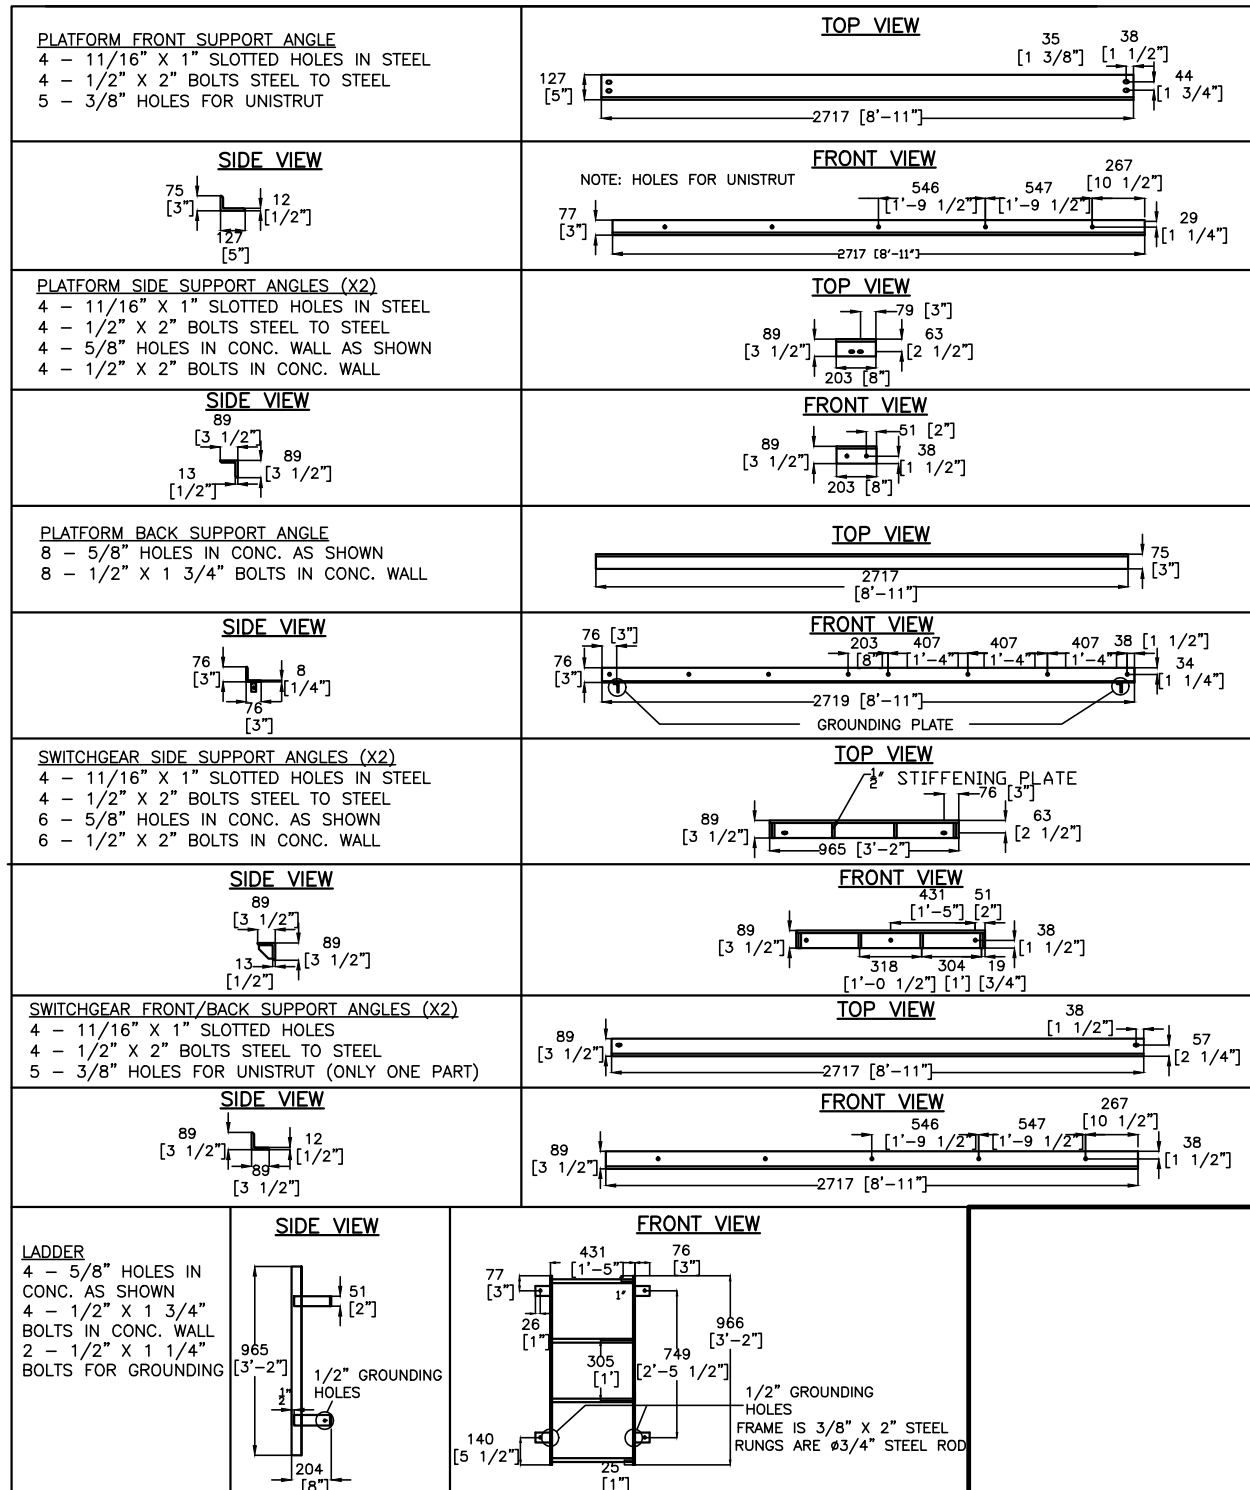 PLATFORM FRONT SUPPORT ANGLE
4 – 11/16" X 1" SLOTTED HOLES IN STEEL
4 – 1/2" X 2" BOLTS STEEL TO STEEL
5 – 3/8" HOLES FOR UNISTRUT
TOP VIEW
35
[1 3/8"]
38
[1 1/2"]
127
[5"]
44
[1 3/4"]
2717 [8'-11"]
SIDE VIEW
75
[3"]
12
[1/2"]
127
[5"]
FRONT VIEW
NOTE: HOLES FOR UNISTRUT
267
[10 1/2"]
546
[1'-9 1/2"]
547
[1'-9 1/2"]
77
[3"]
29
[1 1/4"]
2717 [8'-11"]
PLATFORM SIDE SUPPORT ANGLES (X2)
4 – 11/16" X 1" SLOTTED HOLES IN STEEL
4 – 1/2" X 2" BOLTS STEEL TO STEEL
4 – 5/8" HOLES IN CONC. WALL AS SHOWN
4 – 1/2" X 2" BOLTS IN CONC. WALL
TOP VIEW
79 [3"]
89
[3 1/2"]
63
[2 1/2"]
203 [8"]
SIDE VIEW
89
[3 1/2"]
89
[3 1/2"]
13
[1/2"]
FRONT VIEW
51 [2"]
89
[3 1/2"]
38
[1 1/2"]
203 [8"]
PLATFORM BACK SUPPORT ANGLE
8 – 5/8" HOLES IN CONC. AS SHOWN
8 – 1/2" X 1 3/4" BOLTS IN CONC. WALL
TOP VIEW
75
[3"]
2717
[8'-11"]
SIDE VIEW
76
[3"]
8
[1/4"]
76
[3"]
FRONT VIEW
76 [3"]
203
[8"]
407
1'-4"
407
1'-4"
407
1'-4"
38 [1 1/2"]
76
[3"]
34
[1 1/4"]
2719 [8'-11"]
GROUNDING PLATE
SWITCHGEAR SIDE SUPPORT ANGLES (X2)
4 – 11/16" X 1" SLOTTED HOLES IN STEEL
4 – 1/2" X 2" BOLTS STEEL TO STEEL
6 – 5/8" HOLES IN CONC. AS SHOWN
6 – 1/2" X 2" BOLTS IN CONC. WALL
TOP VIEW
1/2" STIFFENING PLATE
76 [3"]
89
[3 1/2"]
63
[2 1/2"]
965 [3'-2"]
SIDE VIEW
89
[3 1/2"]
89
[3 1/2"]
13
[1/2"]
FRONT VIEW
431
[1'-5"]
51
[2"]
89
[3 1/2"]
38
[1 1/2"]
318
[1'-0 1/2"]
304
[1']
19
[3/4"]
SWITCHGEAR FRONT/BACK SUPPORT ANGLES (X2)
4 – 11/16" X 1" SLOTTED HOLES
4 – 1/2" X 2" BOLTS STEEL TO STEEL
5 – 3/8" HOLES FOR UNISTRUT (ONLY ONE PART)
TOP VIEW
38
[1 1/2"]
89
[3 1/2"]
57
[2 1/4"]
2717 [8'-11"]
SIDE VIEW
89
[3 1/2"]
12
[1/2"]
89
[3 1/2"]
FRONT VIEW
267
[10 1/2"]
546
[1'-9 1/2"]
547
[1'-9 1/2"]
89
[3 1/2"]
38
[1 1/2"]
2717 [8'-11"]
LADDER
4 – 5/8" HOLES IN
CONC. AS SHOWN
4 – 1/2" X 1 3/4"
BOLTS IN CONC. WALL
2 – 1/2" X 1 1/4"
BOLTS FOR GROUNDING
SIDE VIEW
51
[2"]
965
[3'-2"]
1/2" GROUNDING
HOLES
1/2"
204
[8"]
FRONT VIEW
431
[1'-5"]
76
[3"]
77
[3"]
1"
26
[1"]
966
[3'-2"]
305
[1']
749
[2'-5 1/2"]
1/2" GROUNDING
HOLES
FRAME IS 3/8" X 2" STEEL
RUNGS ARE ø3/4" STEEL ROD
140
[5 1/2"]
25
[1"]